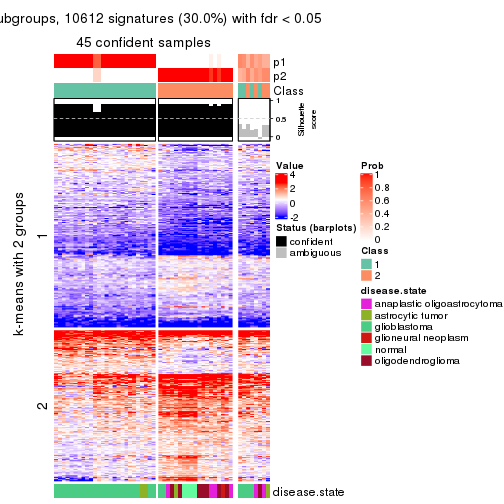 ubgroups, 10612 signatures (30.0%) with fdr < 0.05
45 confident samples
p1
p2
Class
1
0.5
0
Silhouette
score
k-means with 2 groups
1
2
Value
4
2
0
-2
Status (barplots)
confident
ambiguous
Prob
1
0.8
0.6
0.4
0.2
0
Class
1
2
disease.state
anaplastic oligoastrocytoma
astrocytic tumor
glioblastoma
glioneural neoplasm
normal
oligodendroglioma
disease.state